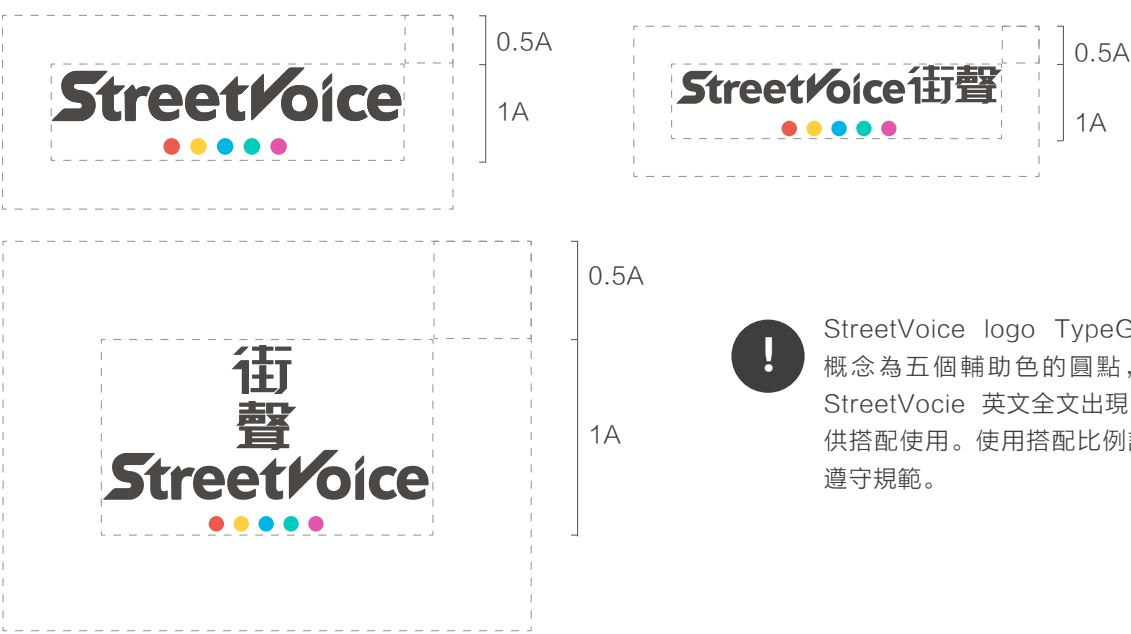 StreetVoice
0.5A
1A
StreetVoice街聲
0.5A
1A
街
聲
StreetVoice
0.5A
1A
!
StreetVoice logo TypeG
概念為五個輔助色的圓點，
StreetVocie 英文全文出現
供搭配使用。使用搭配比例
遵守規範。